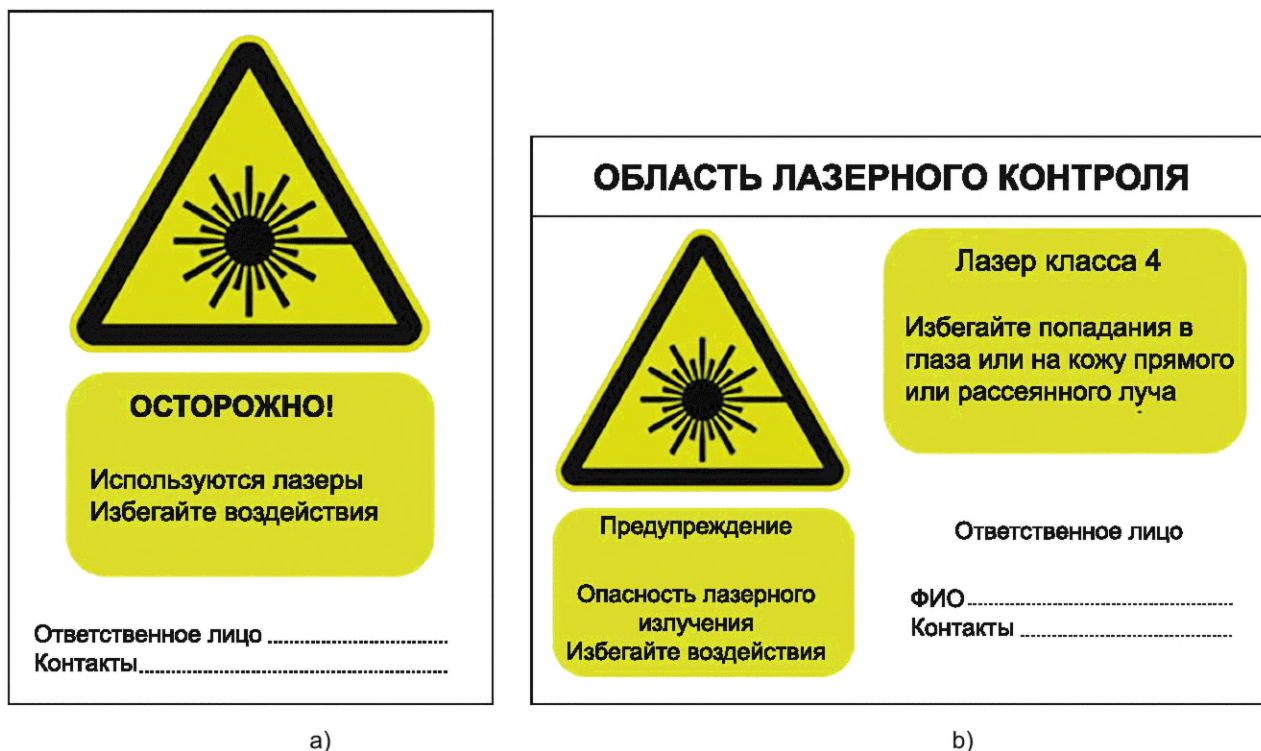 ОСТОРОЖНО!
Используются лазеры
Избегайте воздействия
Ответственное лицо
Контакты
a)
ОБЛАСТЬ ЛАЗЕРНОГО КОНТРОЛЯ
Лазер класса 4
Избегайте попадания в
глаза или на кожу прямого
или рассеянного луча
Предупреждение
Опасность лазерного
излучения
Избегайте воздействия
Ответственное лицо
ФИО
Контакты
b)